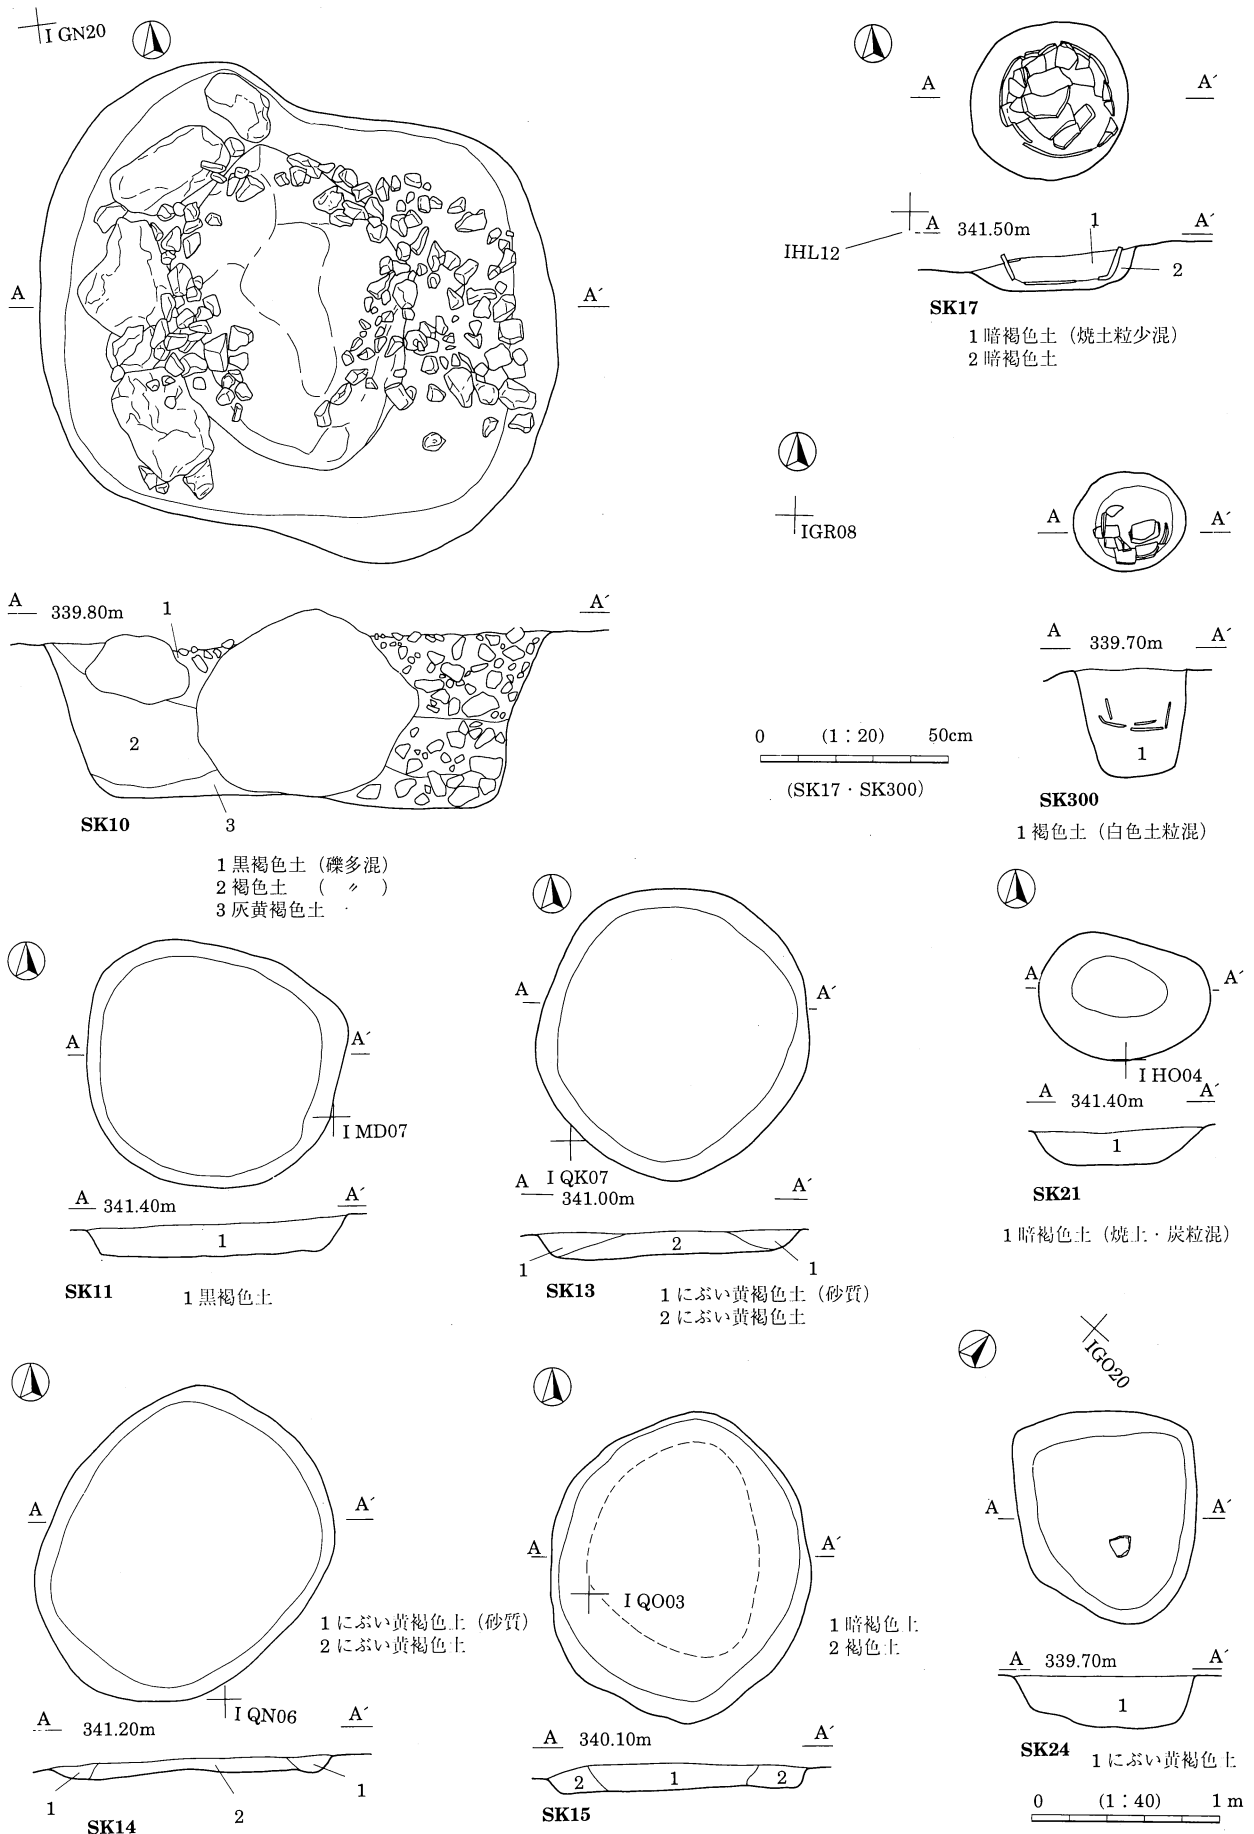 I GN20
A A´
A 339.80m 1 A´
2
3
SK10
1 黒褐色土（礫多混）
2 褐色土 （ 〃 ）
3 灰黄褐色土
A A´
IHL12
A 341.50m 1 A´
2
SK17
1 暗褐色土（焼土粒少混）
2 暗褐色土
IGR08
A A´
A 339.70m A´
1
SK300
1 褐色土（白色土粒混）
0 (1：20) 50cm
(SK17・SK300)
A A´
I MD07
A 341.40m A´
1
SK11
1 黒褐色土
A A´
I QK07
A 341.00m A´
1 2 1
SK13
1 にぶい黄褐色土（砂質）
2 にぶい黄褐色土
A A´
I HO04
A 341.40m A´
1
SK21
1 暗褐色土（焼土・炭粒混）
A A´
I QN06
1 にぶい黄褐色土（砂質）
2 にぶい黄褐色土
A 341.20m A´
1 2 1
SK14
A A´
I QO03
1 暗褐色土
2 褐色土
A 340.10m A´
2 1 2
SK15
IGO20
A A´
A 339.70m A´
1
SK24
1 にぶい黄褐色土
0 (1：40) 1 m